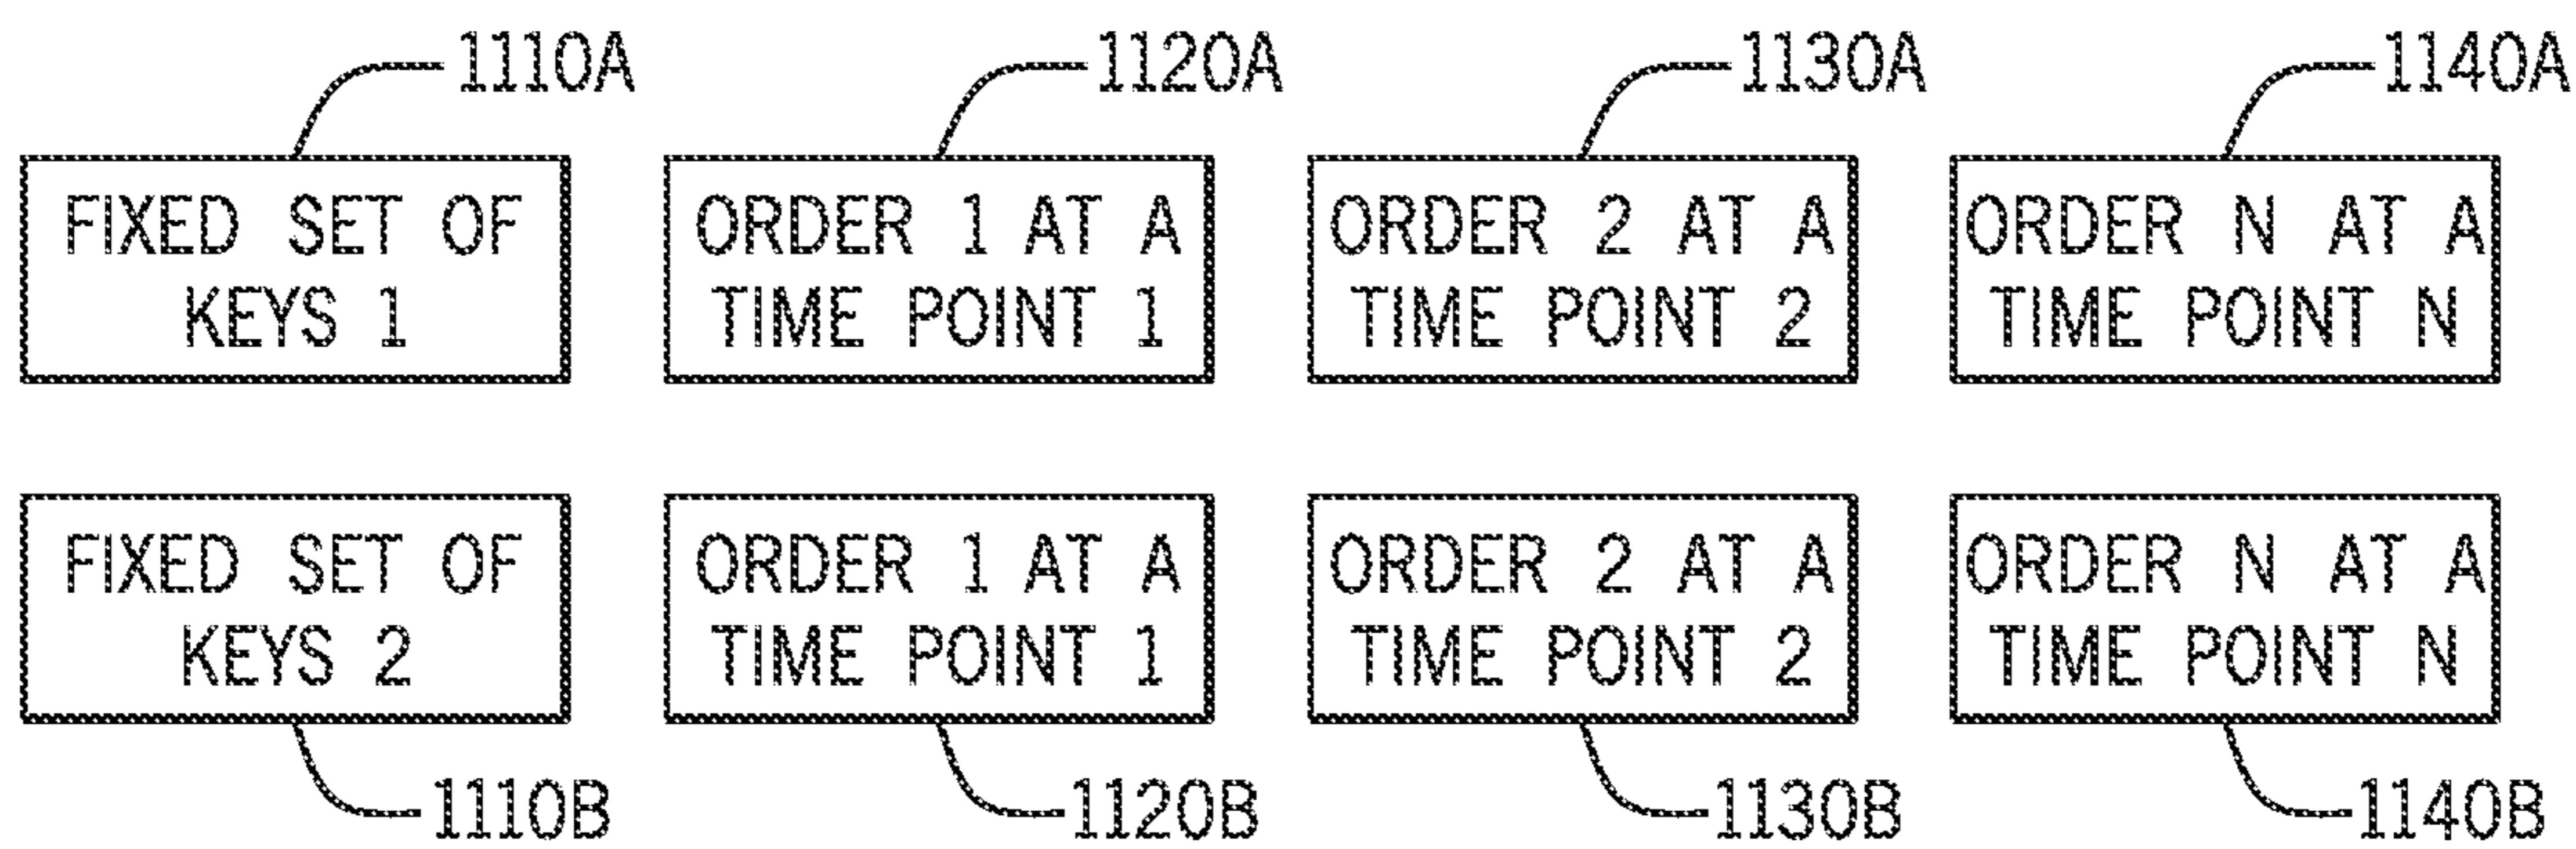 1110A 1120A 1130A 1140A
FIXED SET OF
KEYS 1
ORDER 1 AT A
TIME POINT 1
ORDER 2 AT A
TIME POINT 2
ORDER N AT A
TIME POINT N
FIXED SET OF
KEYS 2
ORDER 1 AT A
TIME POINT 1
ORDER 2 AT A
TIME POINT 2
ORDER N AT A
TIME POINT N
1110B 1120B 1130B 1140B